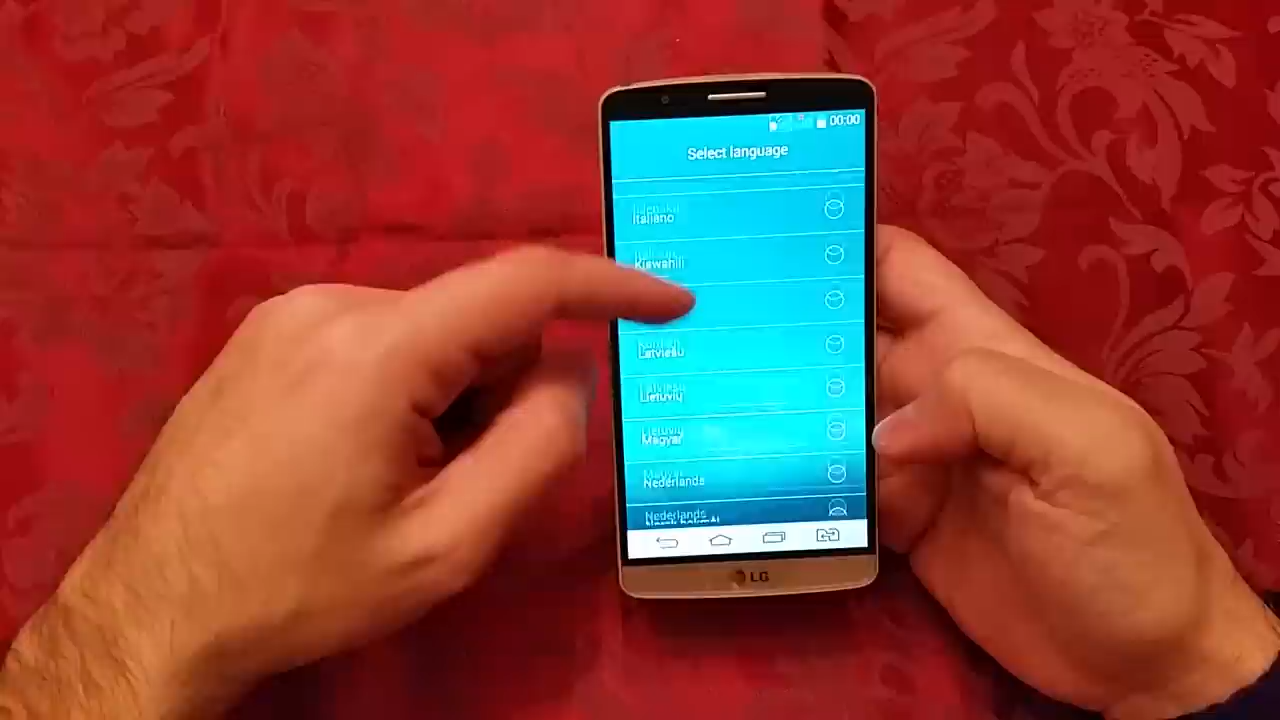 00:00
Select language
Italiano
Kiswahili
Latviešu
Lietuvių
Magyar
Nederlands
LG